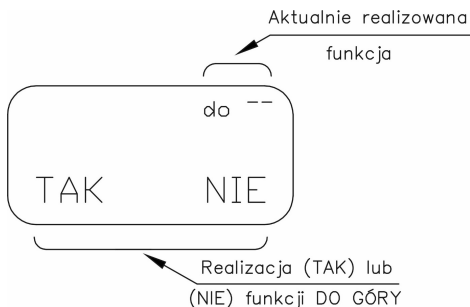 Aktualnie realizowana
funkcja
do --
TAK NIE
Realizacja (TAK) lub
(NIE) funkcji DO GÓRY